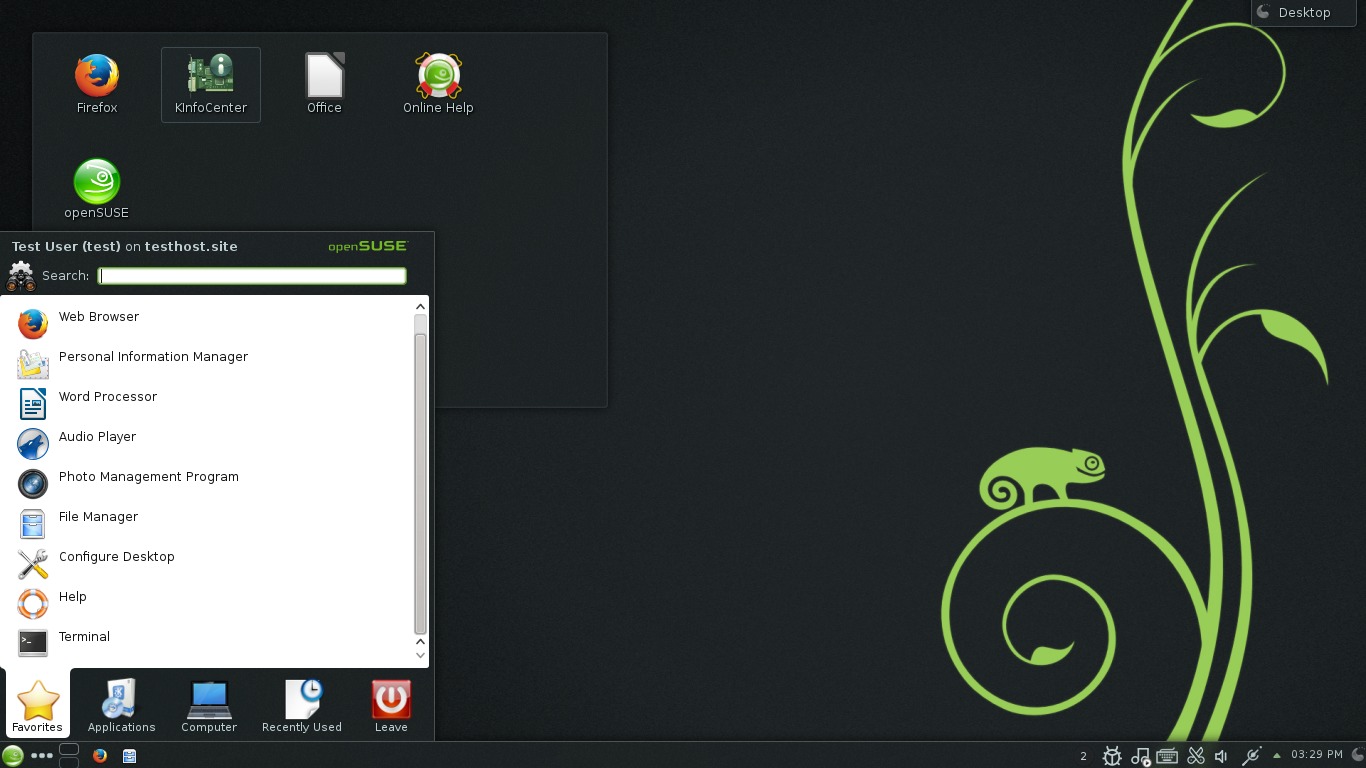 Desktop
Firefox
KInfoCenter
Office
Online Help
openSUSE
Test User (test) on testhost.site
openSUSE
Search:
Web Browser
Personal Information Manager
Word Processor
Audio Player
Photo Management Program
File Manager
Configure Desktop
Help
Terminal
Favorites
Applications
Computer
Recently Used
Leave
2
03:29 PM